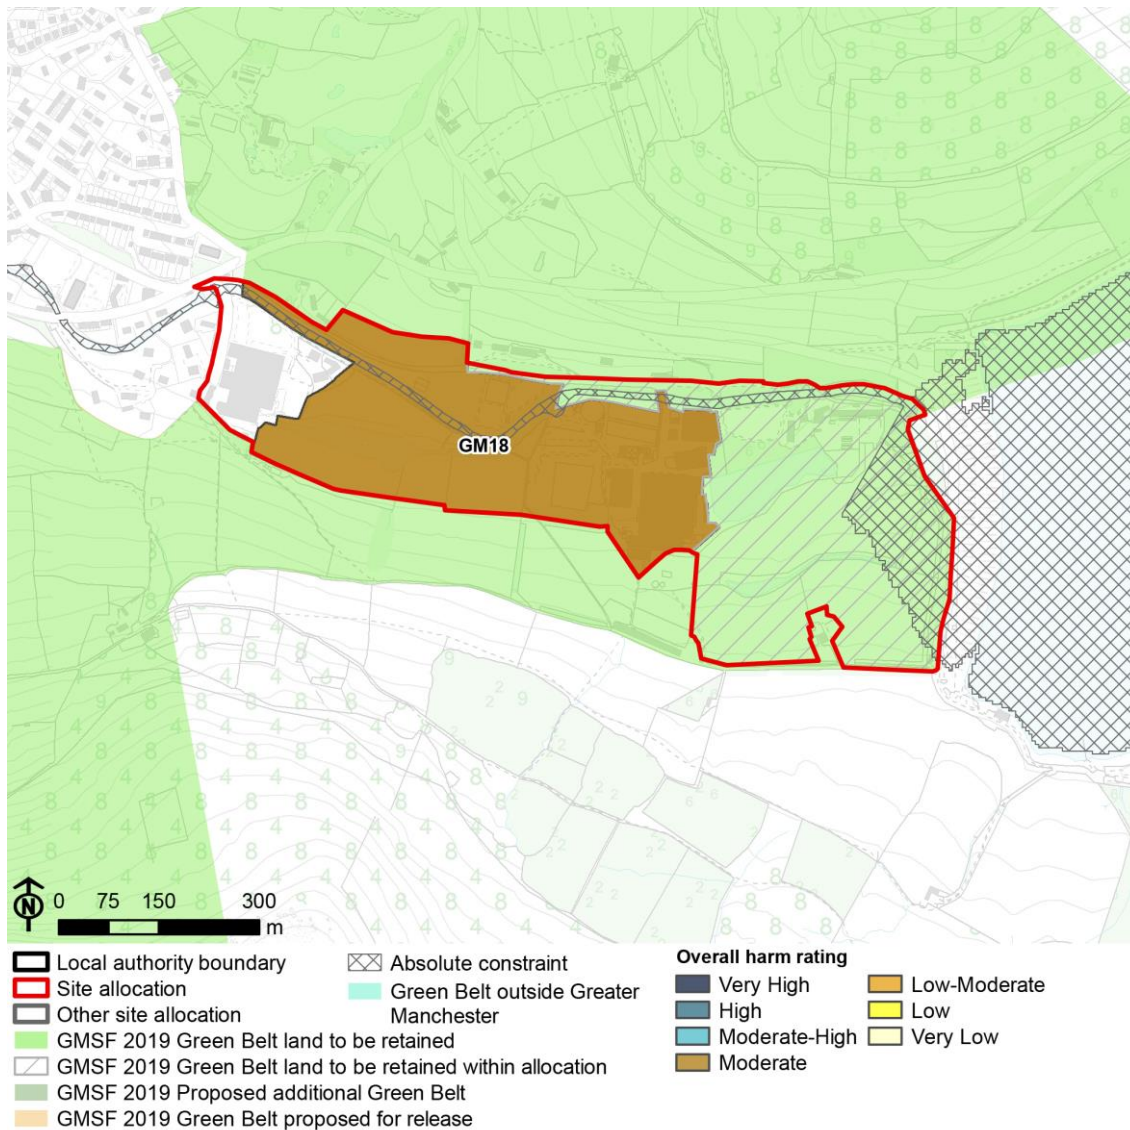 GM18
N
0 75 150 300
m
Local authority boundary
Site allocation
Other site allocation
GMSF 2019 Green Belt land to be retained
GMSF 2019 Green Belt land to be retained within allocation
GMSF 2019 Proposed additional Green Belt
GMSF 2019 Green Belt proposed for release
Absolute constraint
Green Belt outside Greater
Manchester
Overall harm rating
Very High
High
Moderate-High
Moderate
Low-Moderate
Low
Very Low